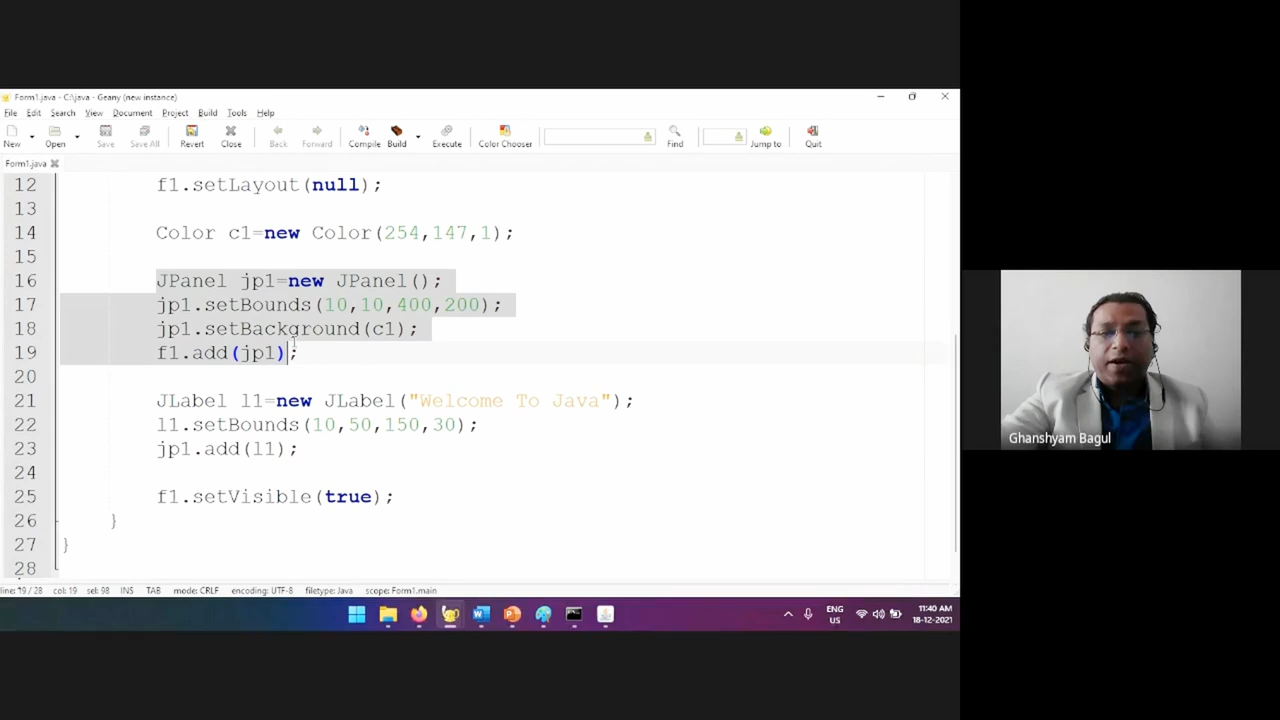 Form1.java - C:\java - Geany (new instance)
File Edit Search View Document Project Build Tools Help
New Open Save Save All Revert Close Back Forward Compile Build Execute Color Chooser Find Jump to Quit
Form1.java
12 f1.setLayout(null);
13
14 Color c1=new Color(254,147,1);
15
16 JPanel jp1=new JPanel();
17 jp1.setBounds(10,10,400,200);
18 jp1.setBackground(c1);
19 f1.add(jp1);
20
21 JLabel l1=new JLabel("Welcome To Java");
22 l1.setBounds(10,50,150,30);
23 jp1.add(l1);
24
25 f1.setVisible(true);
26 }
27 }
28
line: 19 / 28 col: 19 sel: 98 INS TAB mode: CRLF encoding: UTF-8 filetype: Java scope: Form1.main
ENG
US
11:40 AM
18-12-2021
Ghanshyam Bagul